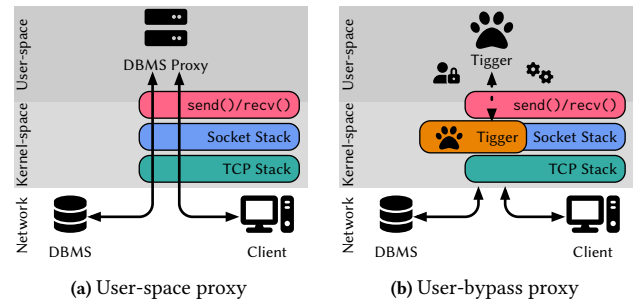 User-space
DBMS Proxy
Kernel-space
send()/recv()
Socket Stack
TCP Stack
Network
DBMS
Client
(a) User-space proxy
User-space
Tigger
Kernel-space
send()/recv()
Tigger
Socket Stack
TCP Stack
Network
DBMS
Client
(b) User-bypass proxy